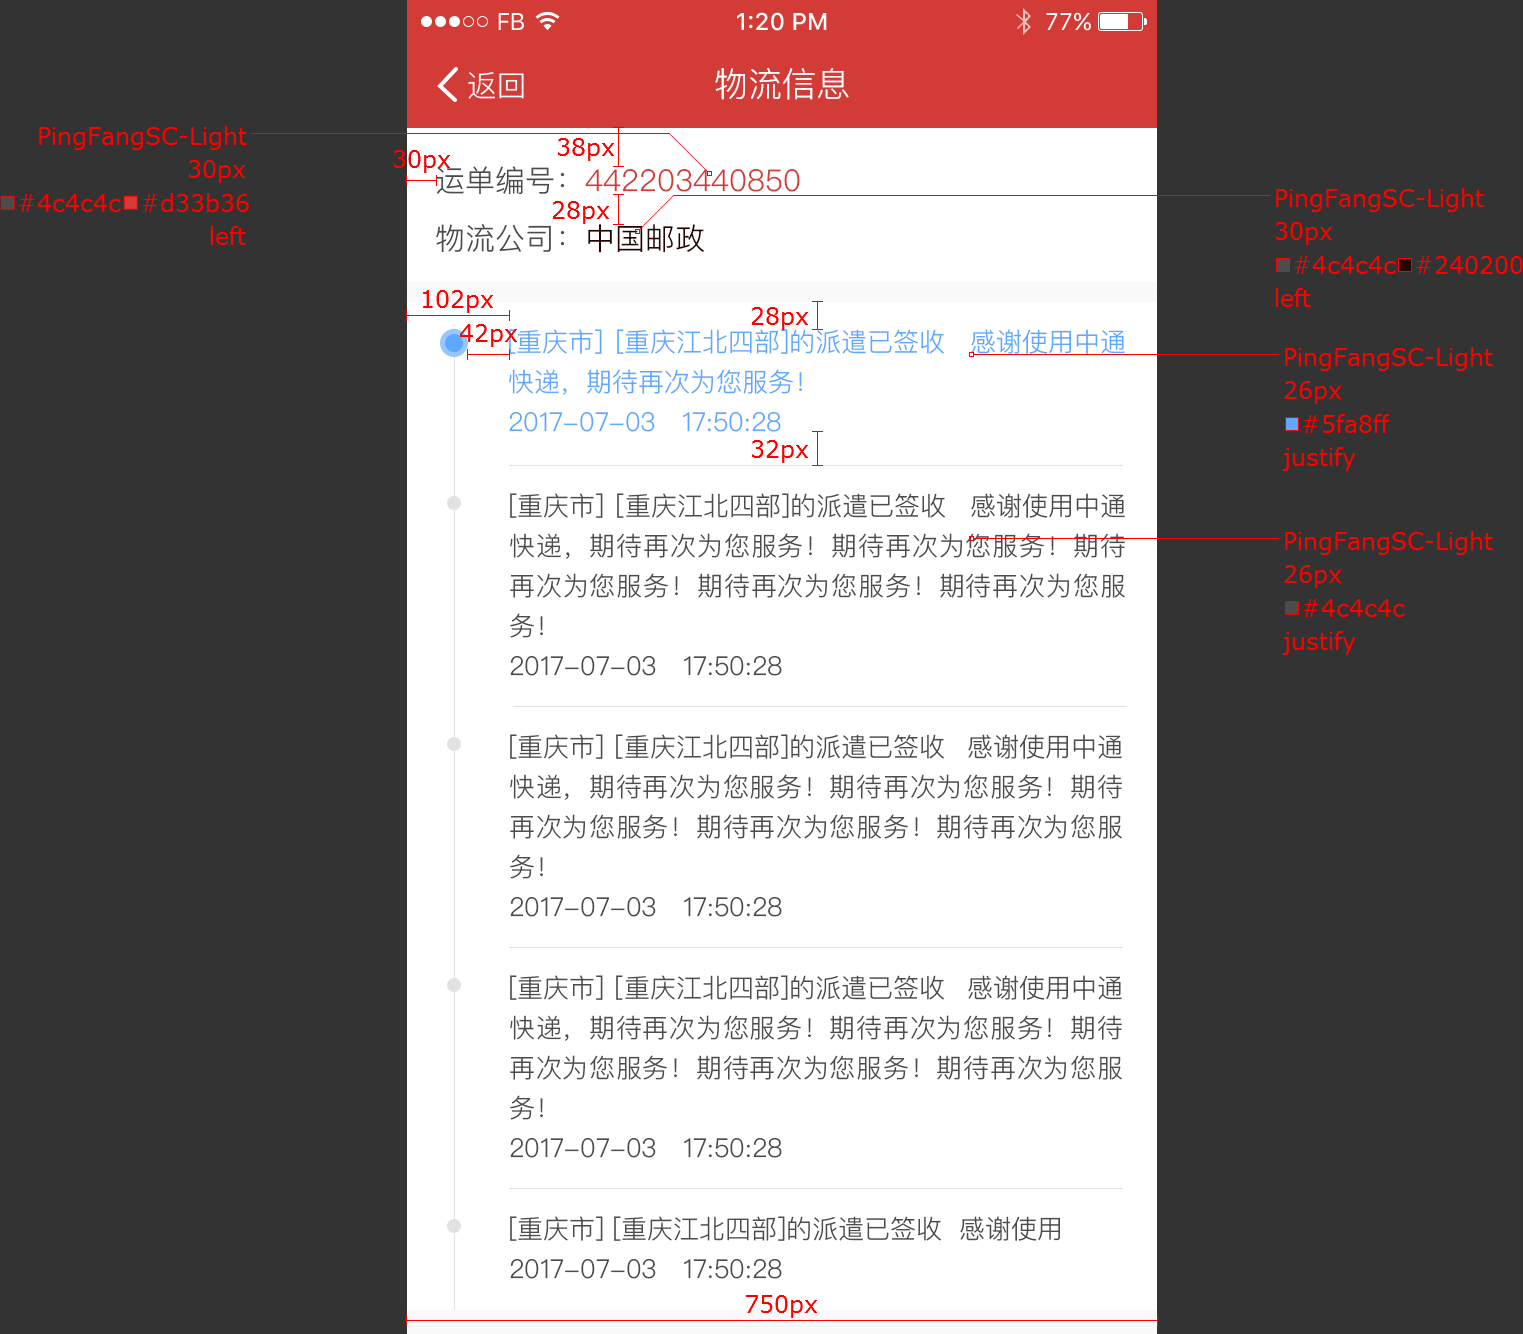 FB
1:20 PM
77%
返回
物流信息
PingFangSC-Light
30px
#4c4c4c #d33b36
left
38px
30px
运单编号：442203440850
28px
物流公司：中国邮政
PingFangSC-Light
30px
#4c4c4c #240200
left
102px
28px
42px
[重庆市] [重庆江北四部]的派遣已签收 感谢使用中通
快递，期待再次为您服务！
2017-07-03 17:50:28
32px
PingFangSC-Light
26px
#5fa8ff
justify
[重庆市] [重庆江北四部]的派遣已签收 感谢使用中通
快递，期待再次为您服务！期待再次为您服务！期待
再次为您服务！期待再次为您服务！期待再次为您服
务！
2017-07-03 17:50:28
PingFangSC-Light
26px
#4c4c4c
justify
[重庆市] [重庆江北四部]的派遣已签收 感谢使用中通
快递，期待再次为您服务！期待再次为您服务！期待
再次为您服务！期待再次为您服务！期待再次为您服
务！
2017-07-03 17:50:28
[重庆市] [重庆江北四部]的派遣已签收 感谢使用中通
快递，期待再次为您服务！期待再次为您服务！期待
再次为您服务！期待再次为您服务！期待再次为您服
务！
2017-07-03 17:50:28
[重庆市] [重庆江北四部]的派遣已签收 感谢使用
2017-07-03 17:50:28
750px